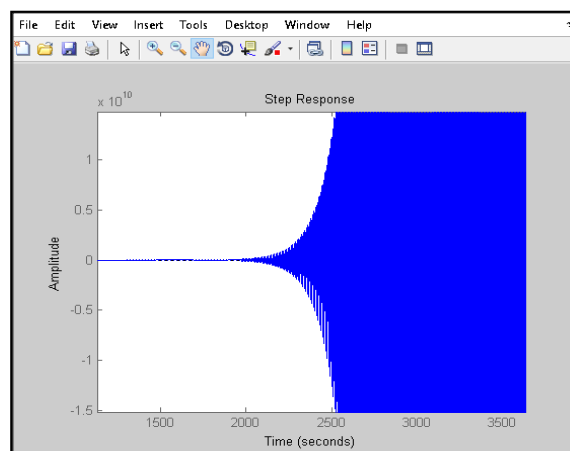 File Edit View Insert Tools Desktop Window Help
x 10^10
Step Response
1
0.5
0
-0.5
-1
-1.5
Amplitude
1500 2000 2500 3000 3500
Time (seconds)